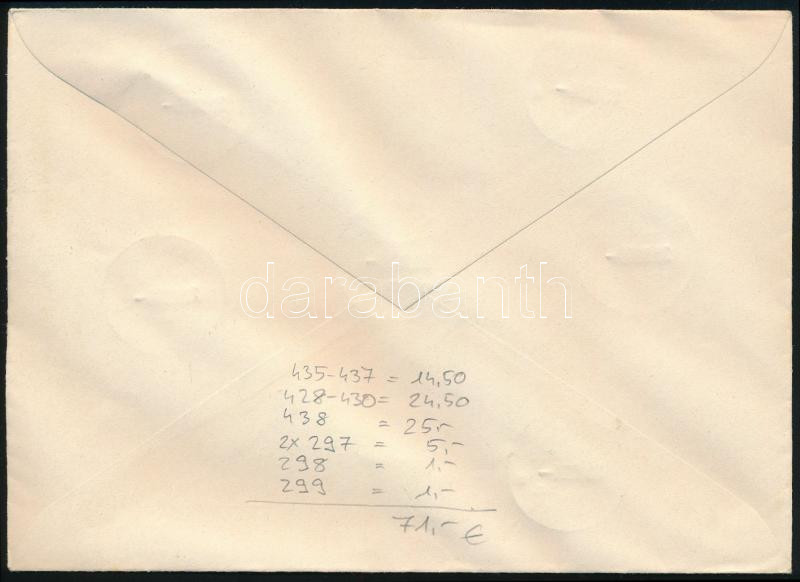 darabanth
435-437 = 14,50
428-430 = 24,50
438 = 25,-
2x 297 = 5,-
298 = 1,-
299 = 1,-
71,- €